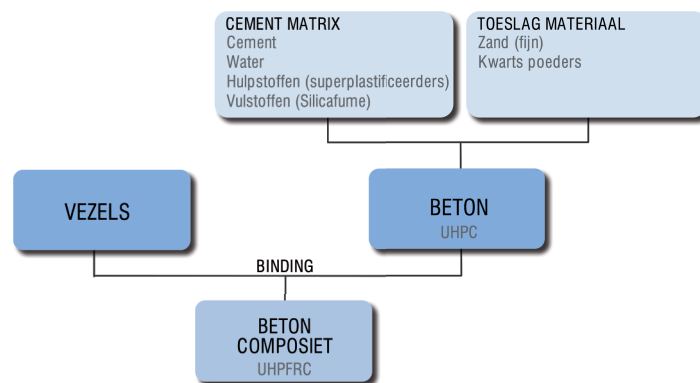 CEMENT MATRIX
Cement
Water
Hulpstoffen (superplastificeerders)
Vulstoffen (Silicafume)
TOESLAG MATERIAAL
Zand (fijn)
Kwarts poeders
VEZELS
BETON
UHPC
BINDING
BETON
COMPOSIET
UHPFRC